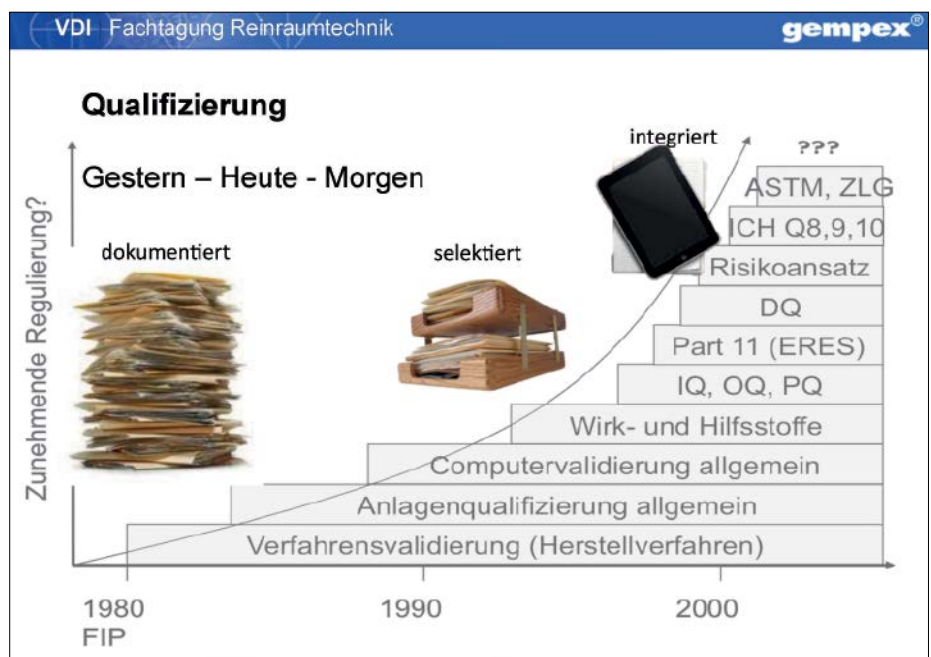 VDI Fachtagung Reinraumtechnik
gempex®
Qualifizierung
Gestern – Heute - Morgen
dokumentiert
selektiert
integriert
Zunehmende Regulierung?
???
ASTM, ZLG
ICH Q8,9,10
Risikoansatz
DQ
Part 11 (ERES)
IQ, OQ, PQ
Wirk- und Hilfsstoffe
Computervalidierung allgemein
Anlagenqualifizierung allgemein
Verfahrensvalidierung (Herstellverfahren)
1980
FIP
1990
2000